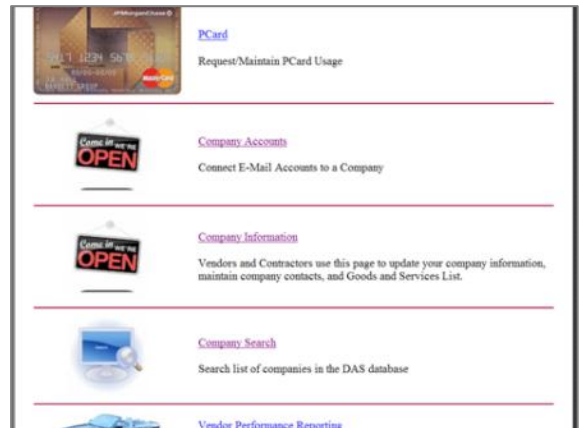 JPMorganChase
PCard
Request/Maintain PCard Usage
5417 1234
MasterCard
Come in WE'RE
OPEN
Company Accounts
Connect E-Mail Accounts to a Company
Come in WE'RE
OPEN
Company Information
Vendors and Contractors use this page to update your company information,
maintain company contacts, and Goods and Services List.
Company Search
Search list of companies in the DAS database
Vendor Performance Reporting